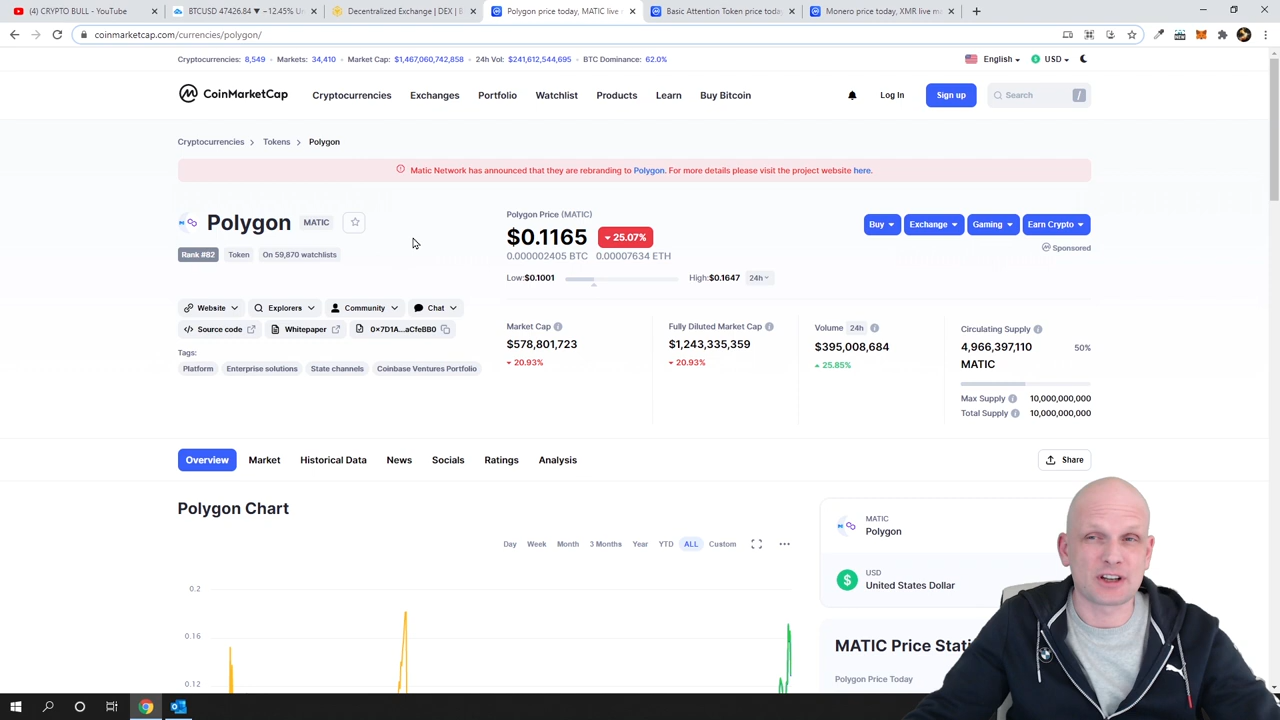 (4) CRYPTO BULL - YouTube
BTCUSD 47426.84 ▼ −12.45% U
Decentralized Exchange | DEX | B
Polygon price today, MATIC live
Basic Attention Token price today
Monero price today, XMR live m
coinmarketcap.com/currencies/polygon/
Cryptocurrencies: 8,549 Markets: 34,410 Market Cap: $1,467,060,742,858 24h Vol: $241,612,544,695 BTC Dominance: 62.0%
English USD
CoinMarketCap Cryptocurrencies Exchanges Portfolio Watchlist Products Learn Buy Bitcoin Log In Sign up Search /
Cryptocurrencies > Tokens > Polygon
Matic Network has announced that they are rebranding to Polygon. For more details please visit the project website here.
Polygon MATIC
Rank #82 Token On 59,870 watchlists
Website Explorers Community Chat
Source code Whitepaper 0x7D1A...aCfeBB0
Tags:
Platform Enterprise solutions State channels Coinbase Ventures Portfolio
Polygon Price (MATIC)
$0.1165 25.07%
0.000002405 BTC 0.00007634 ETH
Low:$0.1001 High:$0.1647 24h
Buy Exchange Gaming Earn Crypto
Sponsored
Market Cap
$578,801,723
20.93%
Fully Diluted Market Cap
$1,243,335,359
20.93%
Volume 24h
$395,008,684
25.85%
Circulating Supply
4,966,397,110 50%
MATIC
Max Supply 10,000,000,000
Total Supply 10,000,000,000
Overview Market Historical Data News Socials Ratings Analysis Share
Polygon Chart
Day Week Month 3 Months Year YTD ALL Custom
0.2
0.16
0.12
MATIC
Polygon
USD
United States Dollar
MATIC Price Stati
Polygon Price Today